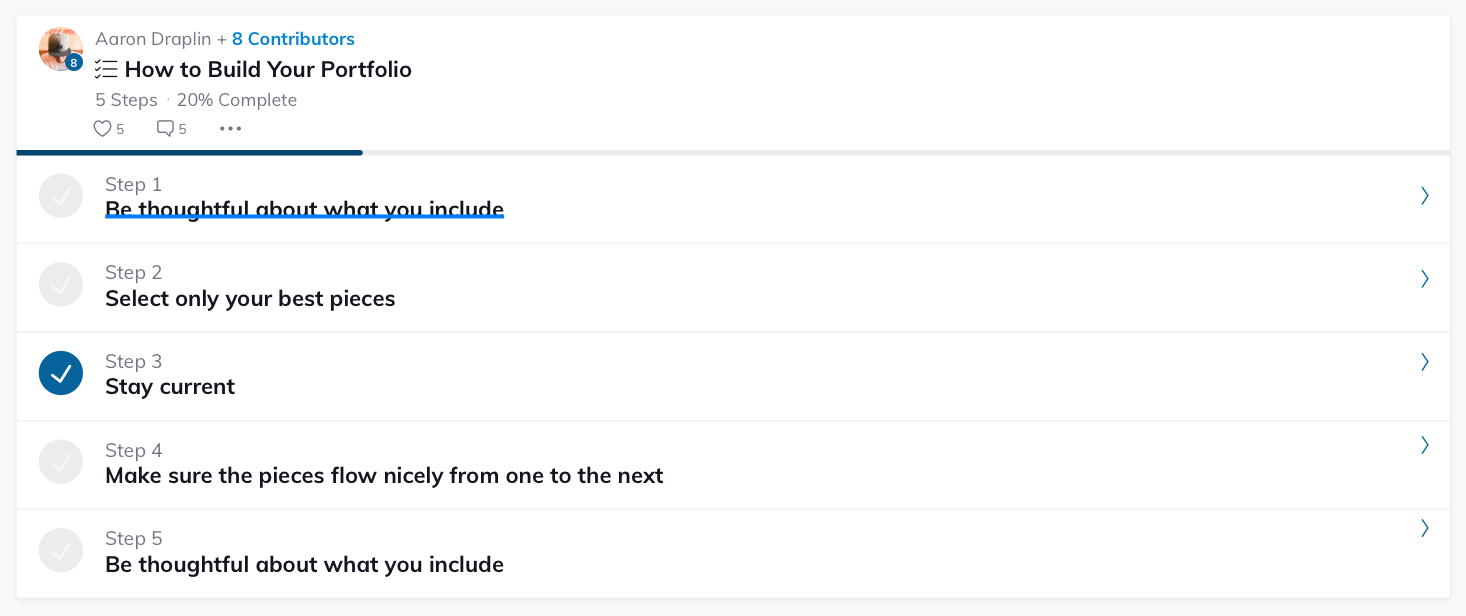 Aaron Draplin + 8 Contributors
8
How to Build Your Portfolio
5 Steps · 20% Complete
5 5
Step 1
Be thoughtful about what you include
Step 2
Select only your best pieces
Step 3
Stay current
Step 4
Make sure the pieces flow nicely from one to the next
Step 5
Be thoughtful about what you include